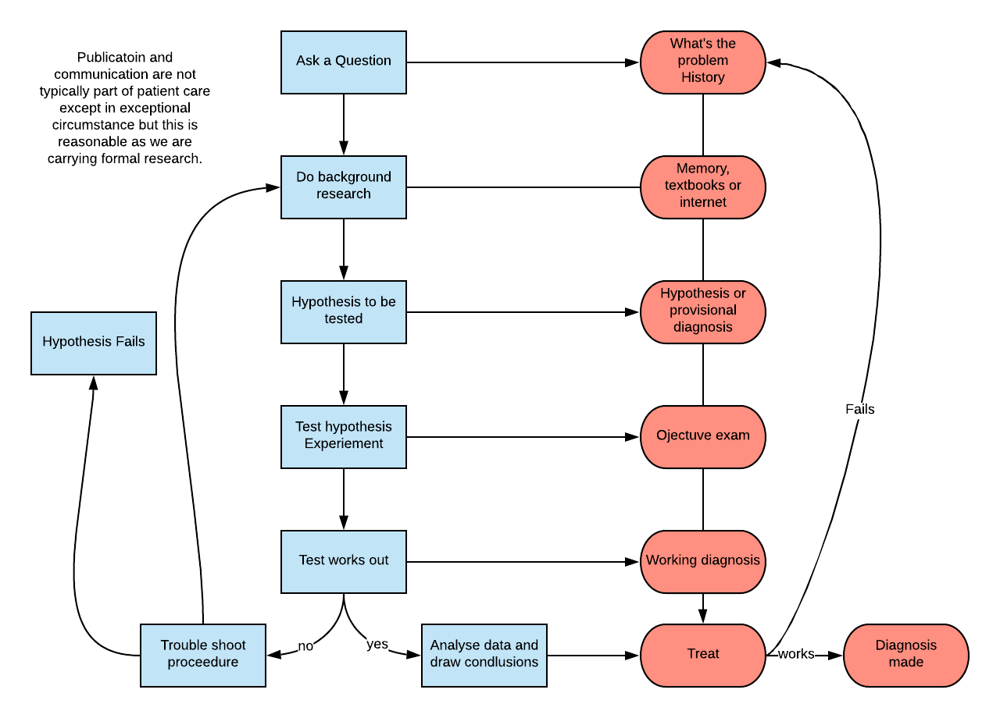 Publicatoin and
communication are not
typically part of patient care
except in exceptional
circumstance but this is
reasonable as we are
carrying formal research.
Ask a Question
What's the
problem
History
Do background
research
Memory,
textbooks or
internet
Hypothesis to be
tested
Hypothesis or
provisional
diagnosis
Hypothesis Fails
Test hypothesis
Experiement
Ojectuve exam
Fails
Test works out
Working diagnosis
no
yes
Trouble shoot
proceedure
Analyse data and
draw condlusions
Treat
works
Diagnosis
made